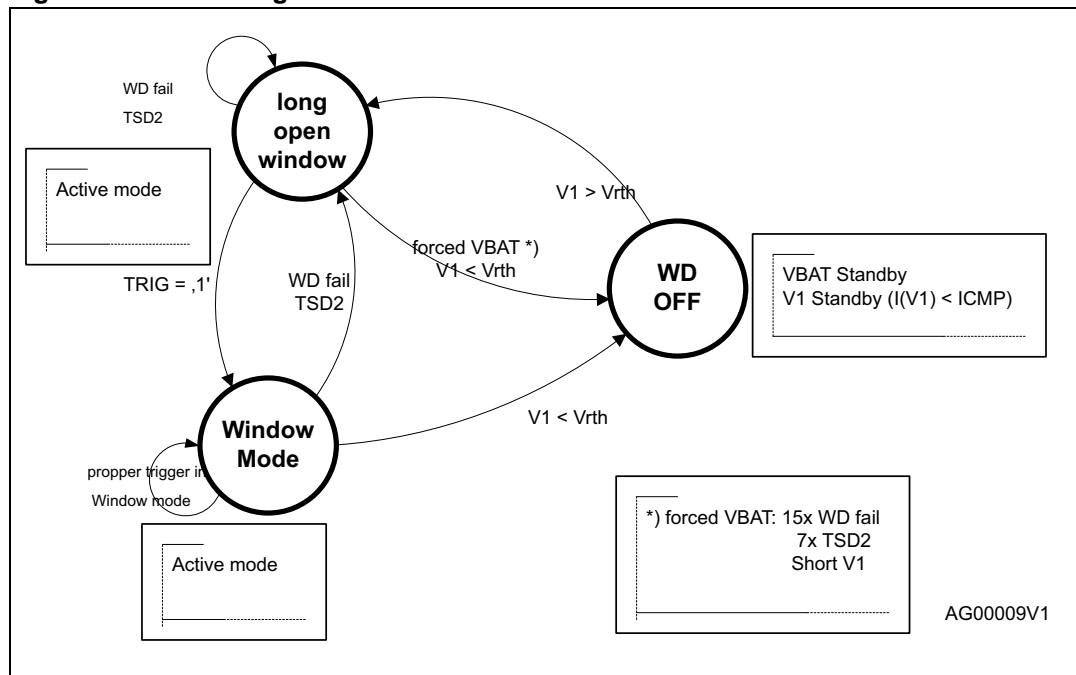 WD fail
TSD2
long
open
window
Active mode
V1 > Vrth
forced VBAT *)
V1 < Vrth
WD
OFF
VBAT Standby
V1 Standby (I(V1) < ICMP)
TRIG = ,1'
WD fail
TSD2
V1 < Vrth
Window
Mode
propper trigger in
Window mode
Active mode
*) forced VBAT: 15x WD fail
7x TSD2
Short V1
AG00009V1